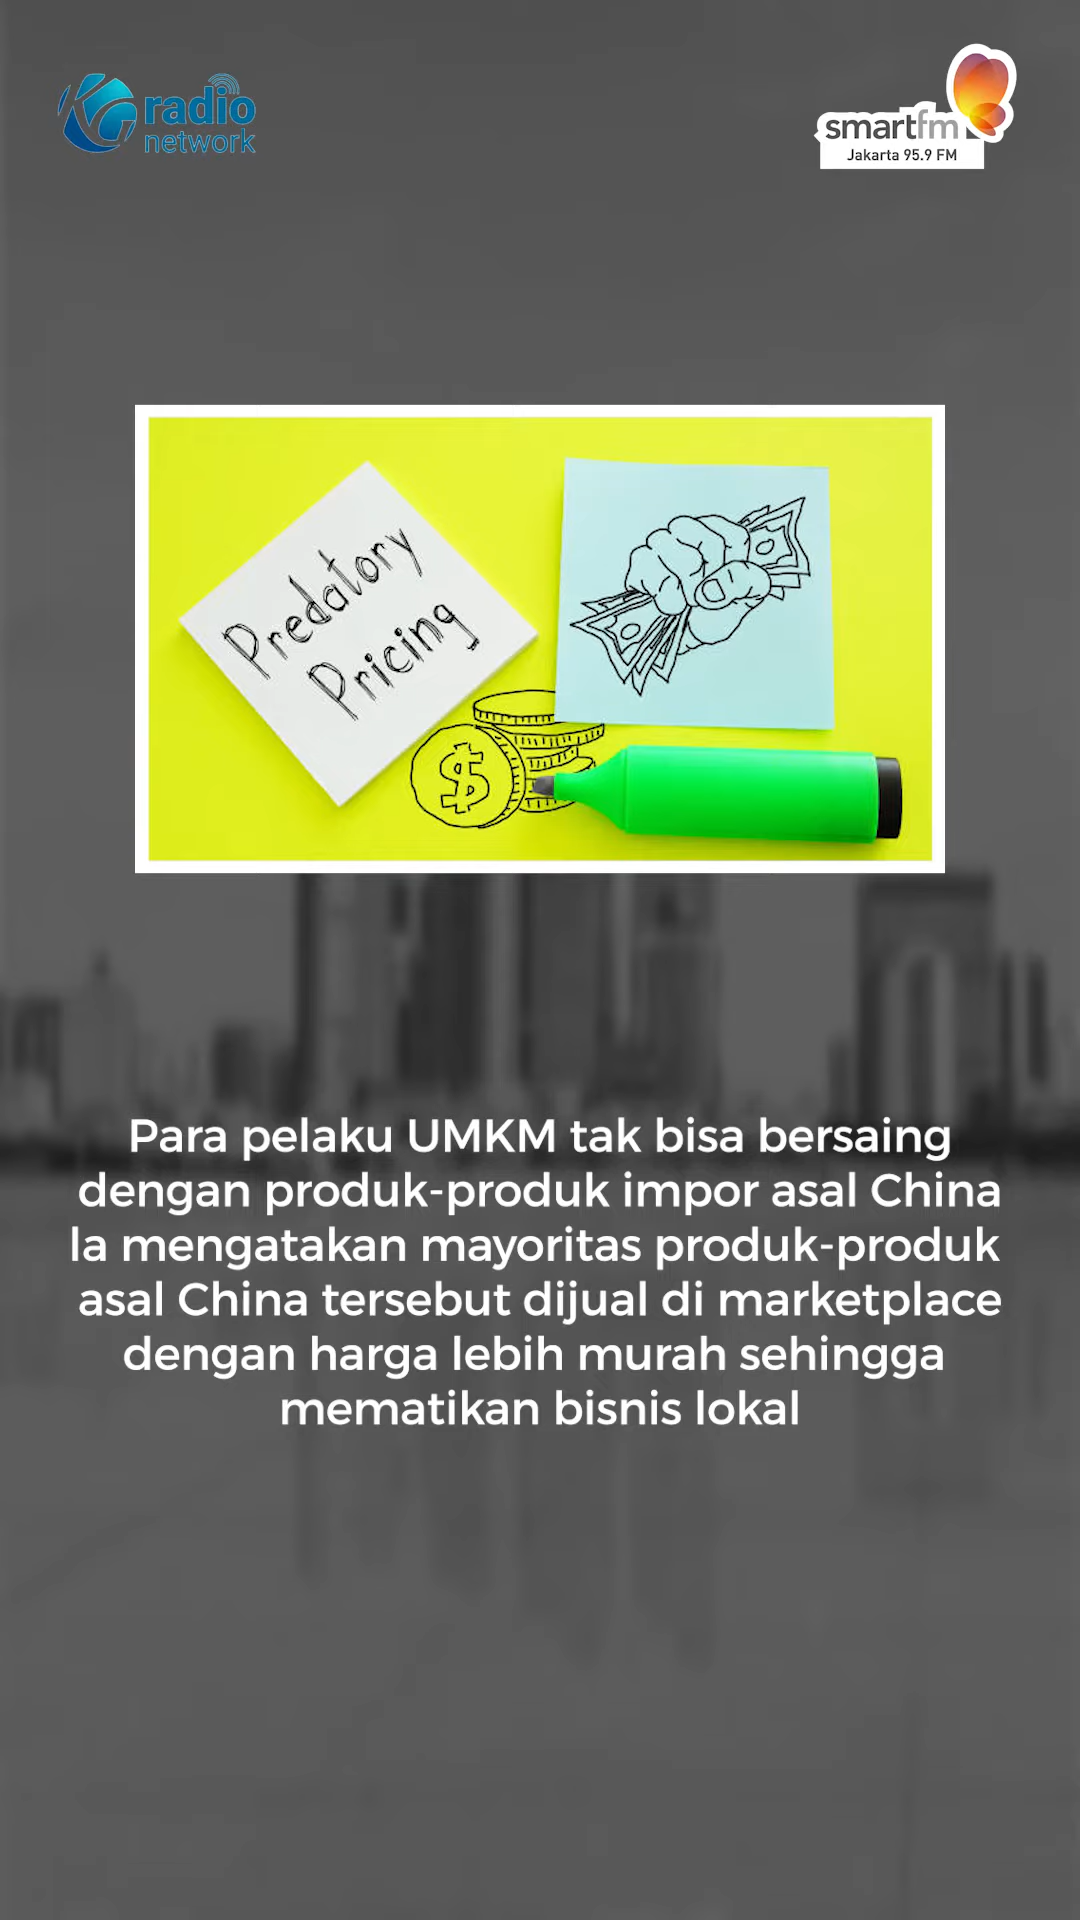 KG radio
network
smartfm
Jakarta 95.9 FM
Predatory
Pricing
$
Para pelaku UMKM tak bisa bersaing
dengan produk-produk impor asal China
Ia mengatakan mayoritas produk-produk
asal China tersebut dijual di marketplace
dengan harga lebih murah sehingga
mematikan bisnis lokal